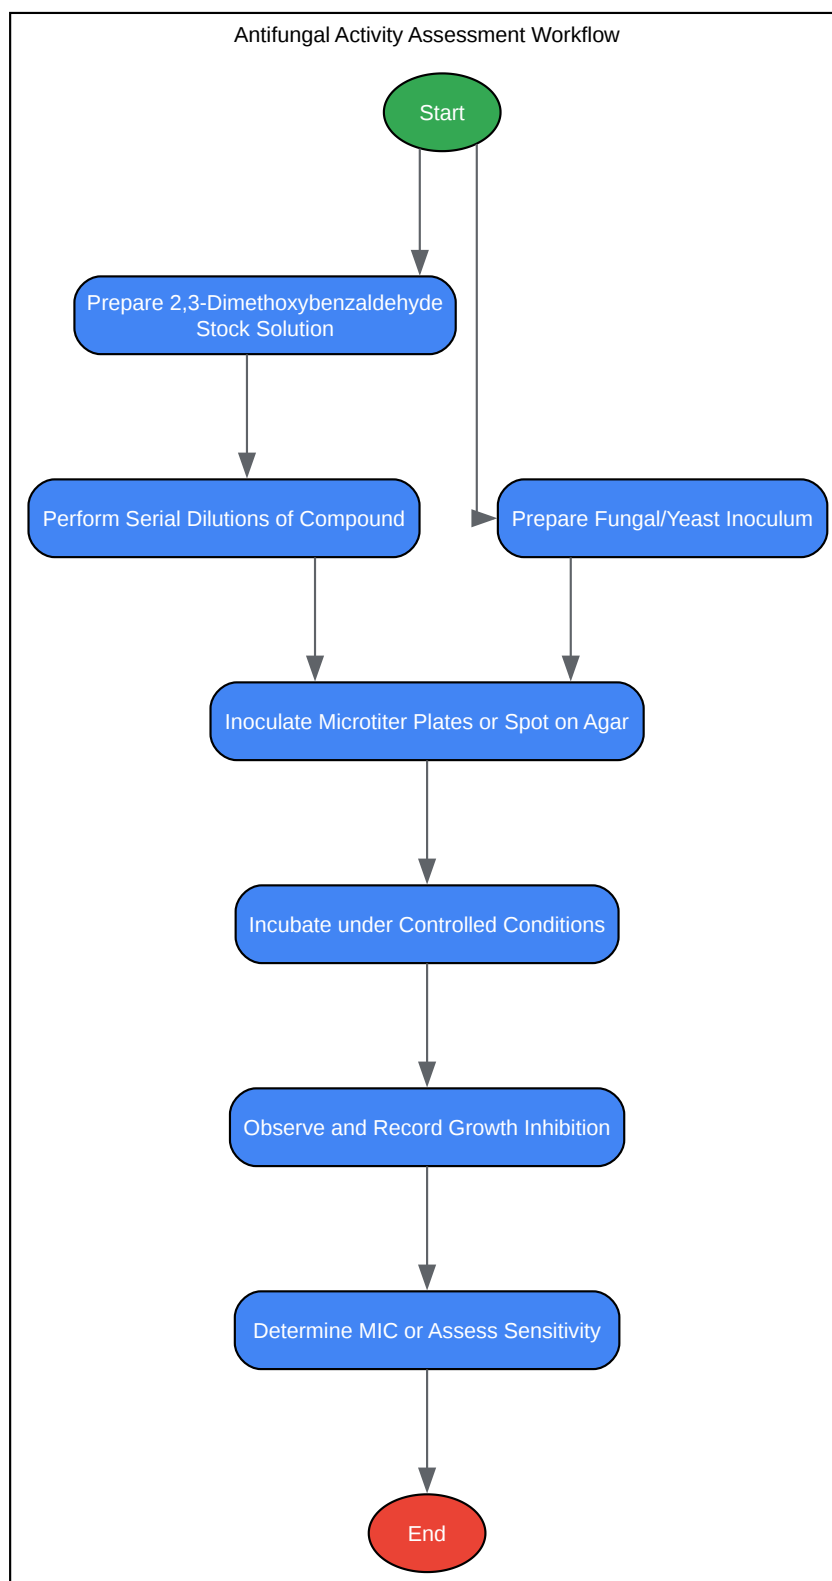 Antifungal Activity Assessment Workflow
Start
Prepare 2,3-Dimethoxybenzaldehyde
Stock Solution
Perform Serial Dilutions of Compound
Prepare Fungal/Yeast Inoculum
Inoculate Microtiter Plates or Spot on Agar
Incubate under Controlled Conditions
Observe and Record Growth Inhibition
Determine MIC or Assess Sensitivity
End